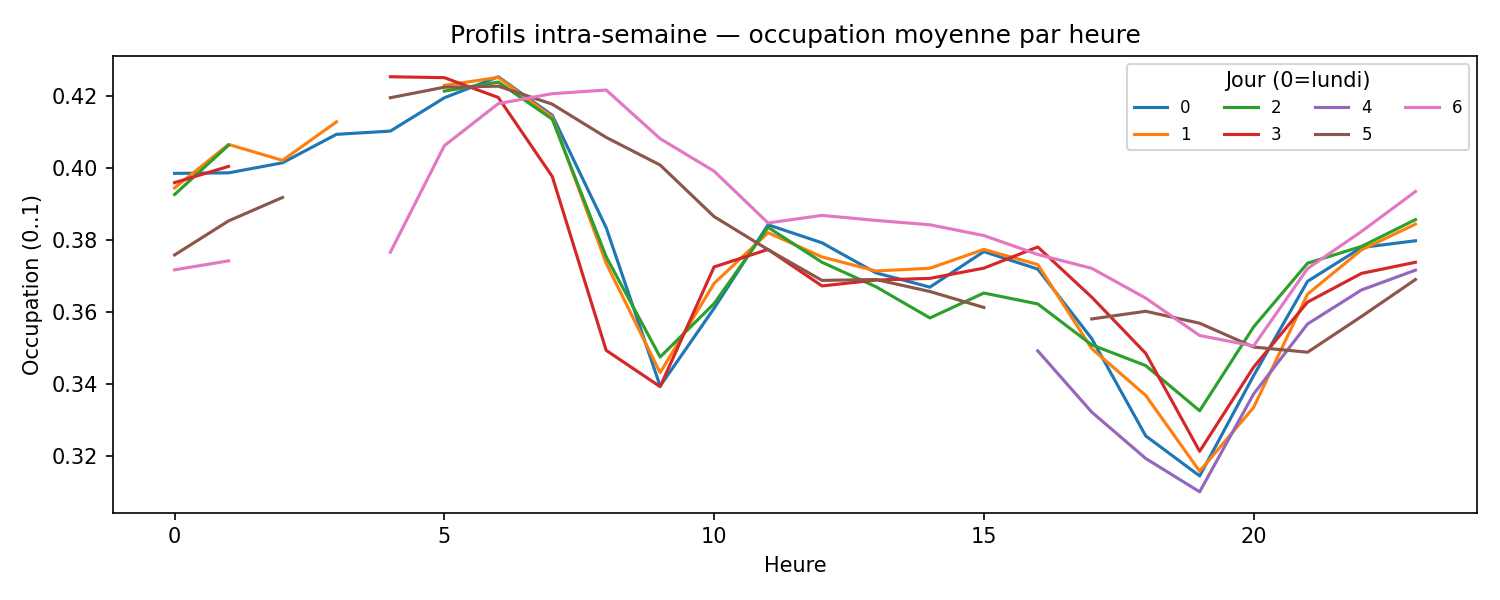 Profils intra-semaine — occupation moyenne par heure
Occupation (0..1)
0.42
0.40
0.38
0.36
0.34
0.32
Jour (0=lundi)
0 2 4 6
1 3 5
0 5 10 15 20
Heure